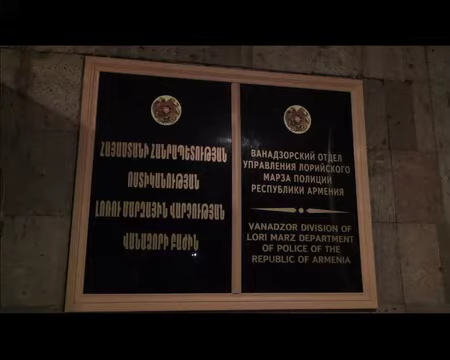 ՀԱՅԱՍՏԱՆԻ ՀԱՆՐԱՊԵՏՈՒԹՅԱՆ
ՈՍՏԻԿԱՆՈՒԹՅԱՆ
ԼՈՌՈՒ ՄԱՐԶԱՅԻՆ ՎԱՐՉՈՒԹՅԱՆ
ՎԱՆԱՁՈՐԻ ԲԱԺԻՆ
ВАНАДЗОРСКИЙ ОТДЕЛ
УПРАВЛЕНИЯ ЛОРИЙСКОГО
МАРЗА ПОЛИЦИЙ
РЕСПУБЛИКИ АРМЕНИЯ
VANADZOR DIVISION OF
LORI MARZ DEPARTMENT
OF POLICE OF THE
REPUBLIC OF ARMENIA